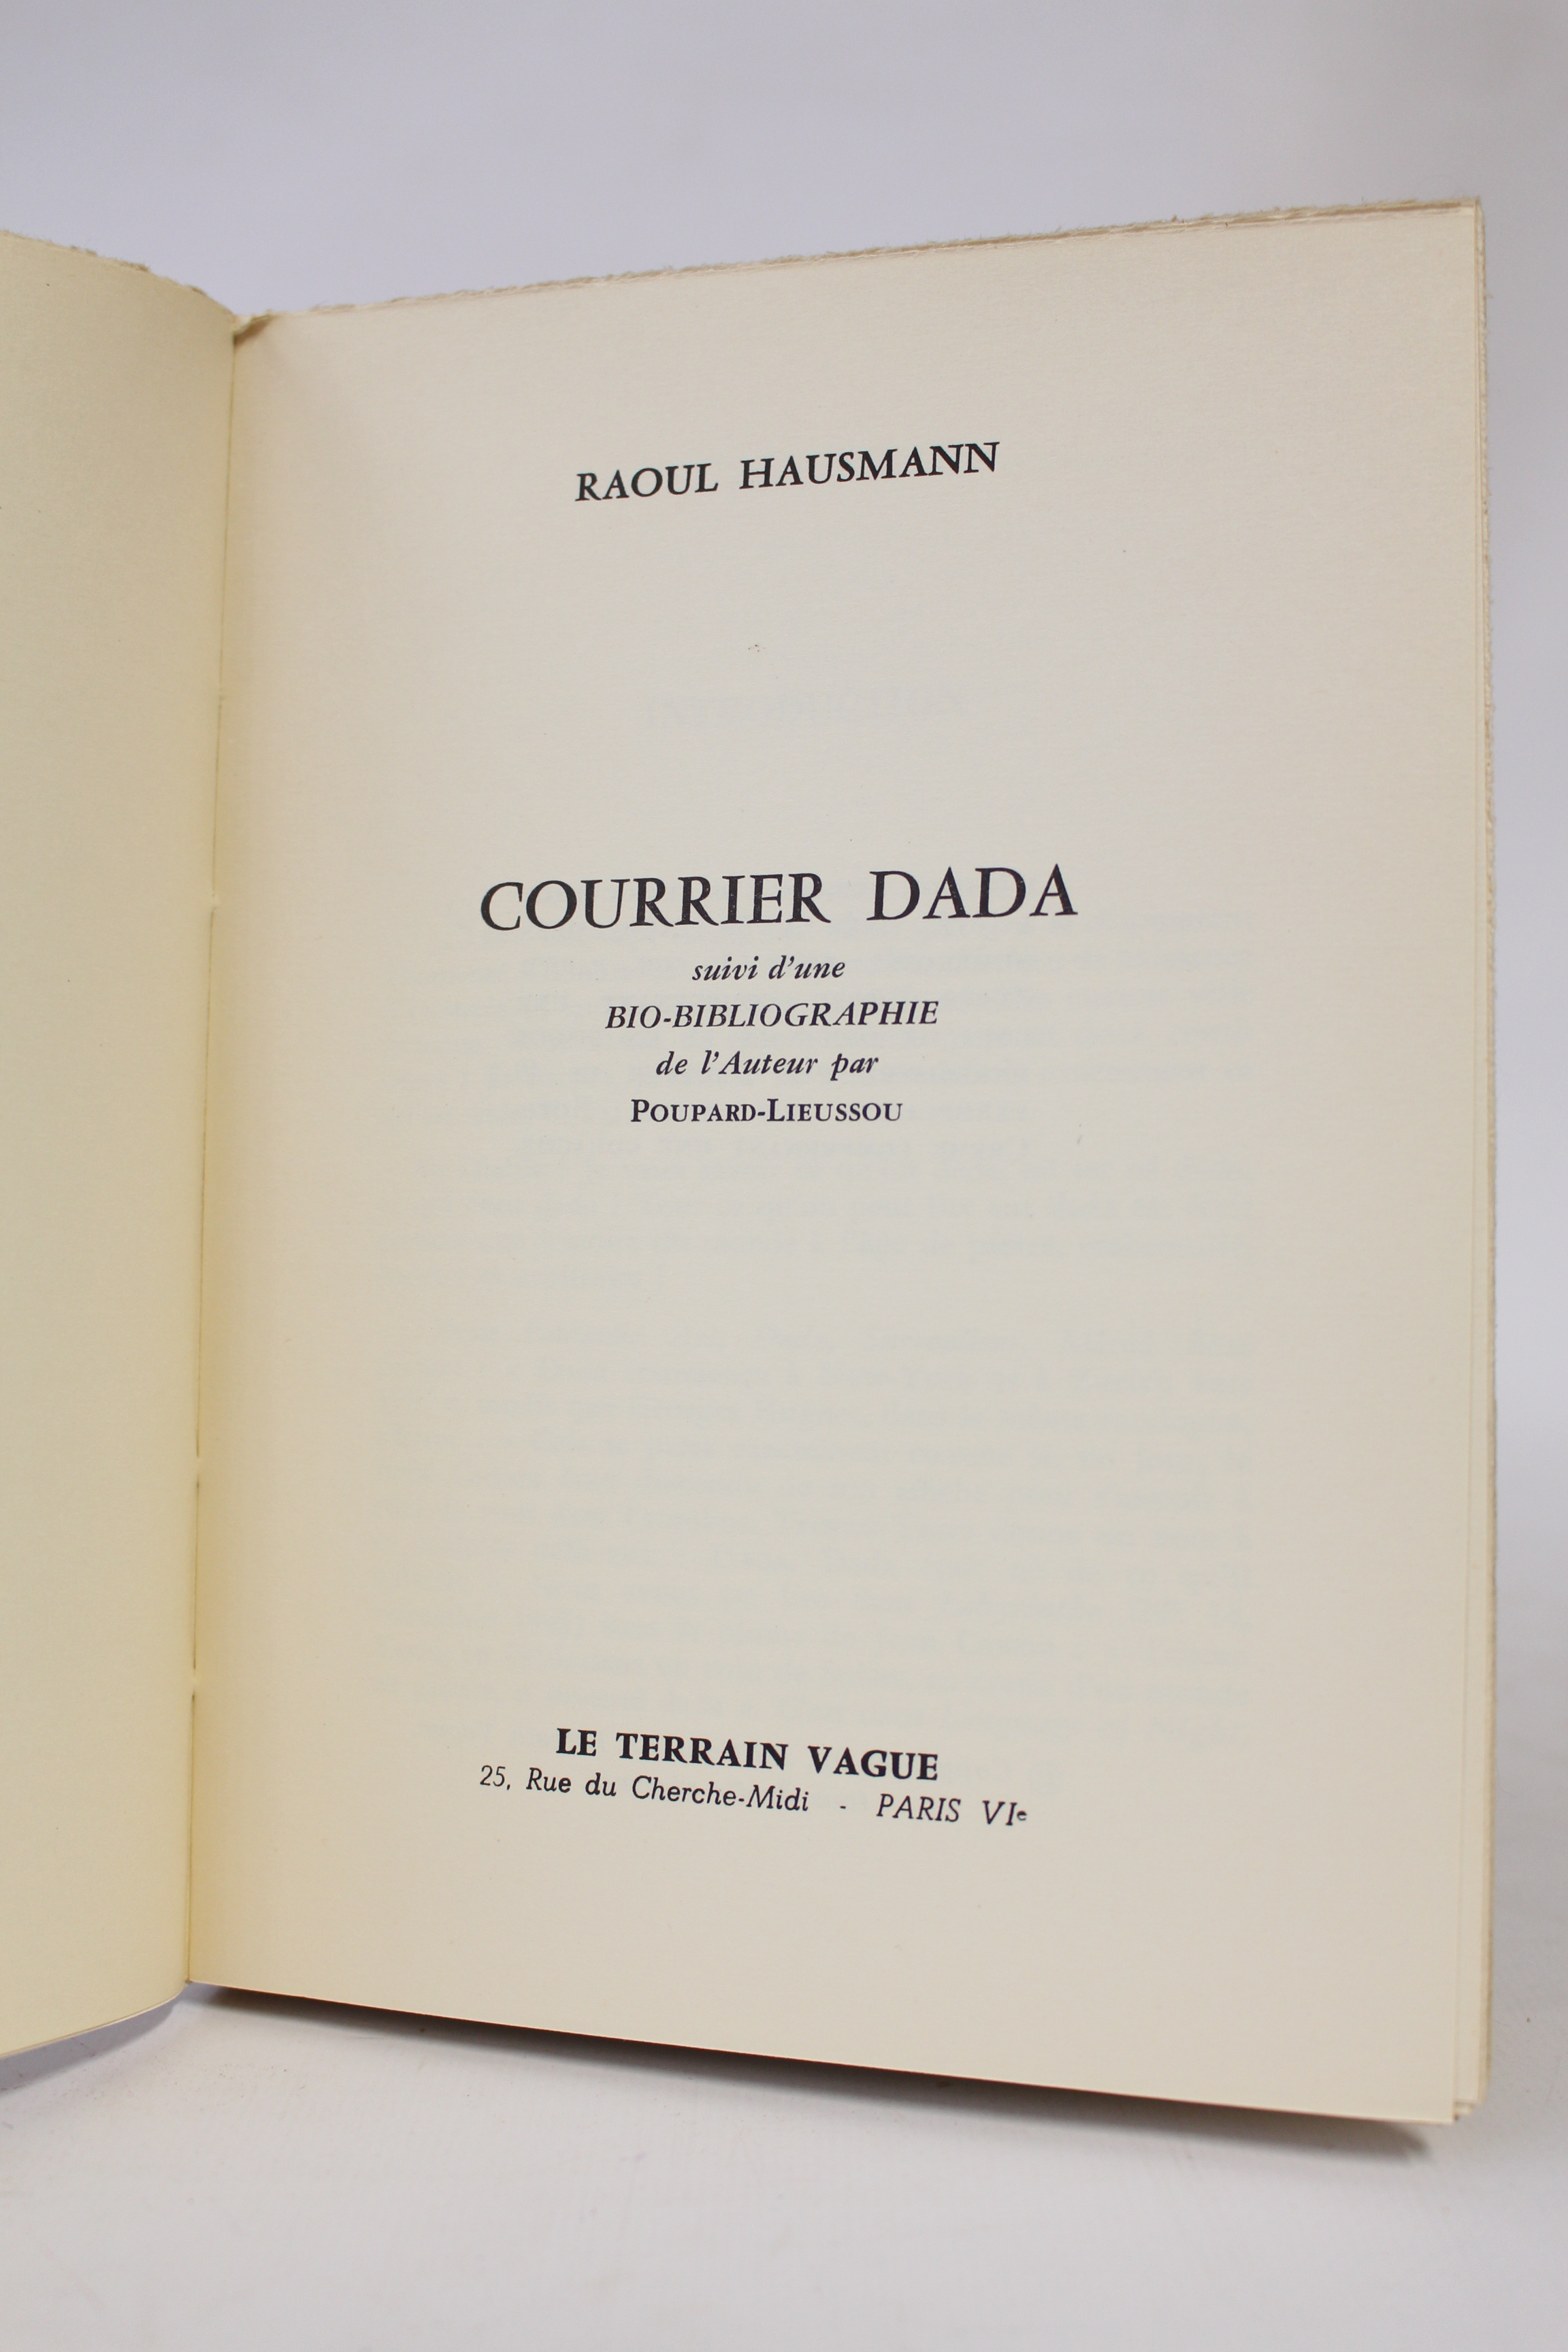 RAOUL HAUSMANN
COURRIER DADA
suivi d'une
BIO-BIBLIOGRAPHIE
de l'Auteur par
POUPARD-LIEUSSOU
LE TERRAIN VAGUE
25, Rue du Cherche-Midi - PARIS VIe